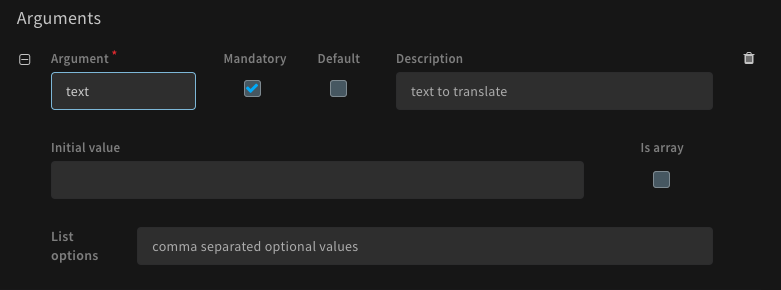 Arguments
Argument *
Mandatory
Default
Description
text
text to translate
Initial value
Is array
List
options
comma separated optional values